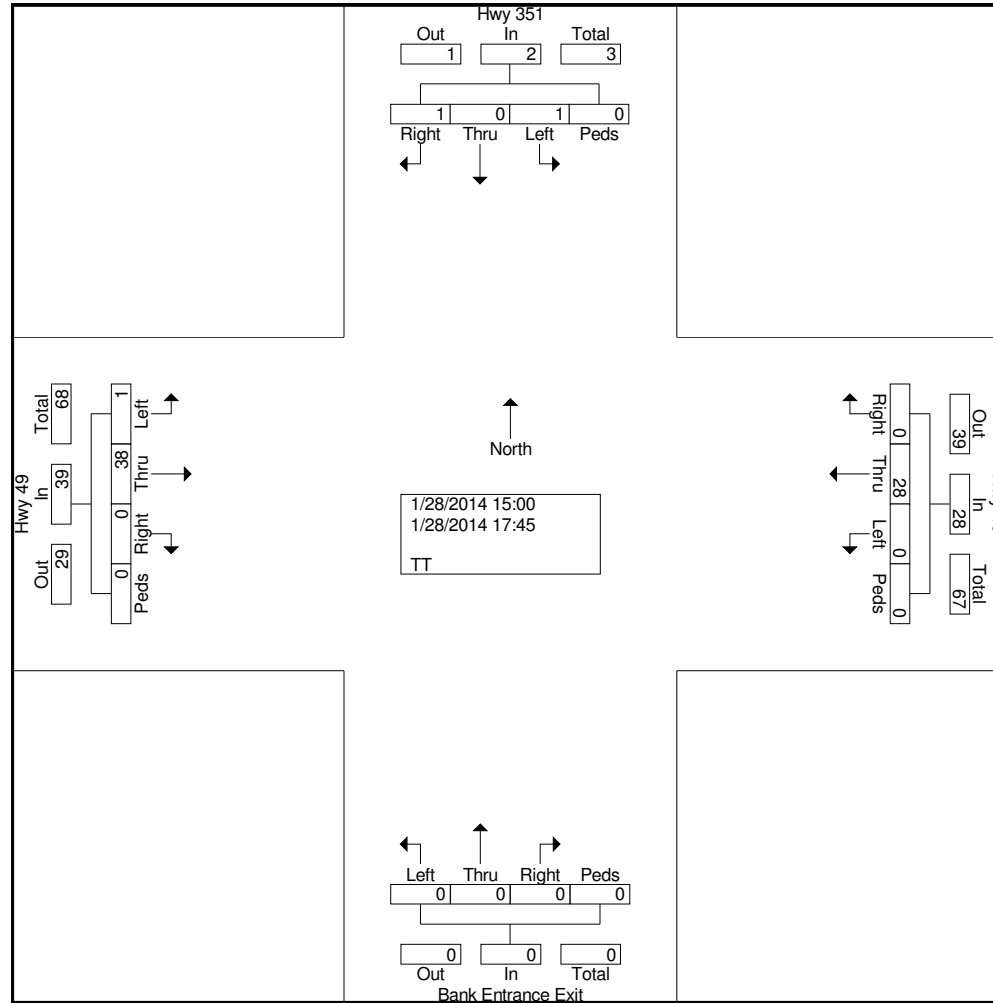 Hwy 351
Out In Total
1 2 3
1 0 1 0
Right Thru Left Peds
Hwy 49
Total In Out
68 39 29
1 38 0 0
Left Thru Right Peds
North
1/28/2014 15:00
1/28/2014 17:45
TT
Right Thru Left Peds
0 28 0 0
Out In Total
39 28 67
Left Thru Right Peds
0 0 0 0
0 0 0
Out In Total
Bank Entrance Exit